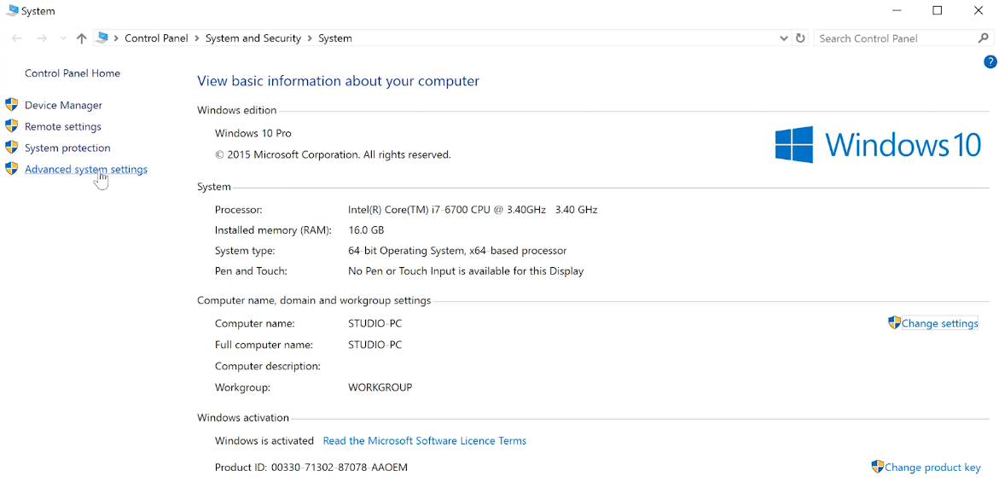 System
Control Panel > System and Security > System
Search Control Panel
?
Control Panel Home
Device Manager
Remote settings
System protection
Advanced system settings
View basic information about your computer
Windows edition
Windows 10 Pro
© 2015 Microsoft Corporation. All rights reserved.
Windows 10
System
Processor: Intel(R) Core(TM) i7-6700 CPU @ 3.40GHz 3.40 GHz
Installed memory (RAM): 16.0 GB
System type: 64-bit Operating System, x64-based processor
Pen and Touch: No Pen or Touch Input is available for this Display
Computer name, domain and workgroup settings
Computer name: STUDIO-PC
Change settings
Full computer name: STUDIO-PC
Computer description:
Workgroup: WORKGROUP
Windows activation
Windows is activated Read the Microsoft Software Licence Terms
Product ID: 00330-71302-87078-AAOEM
Change product key